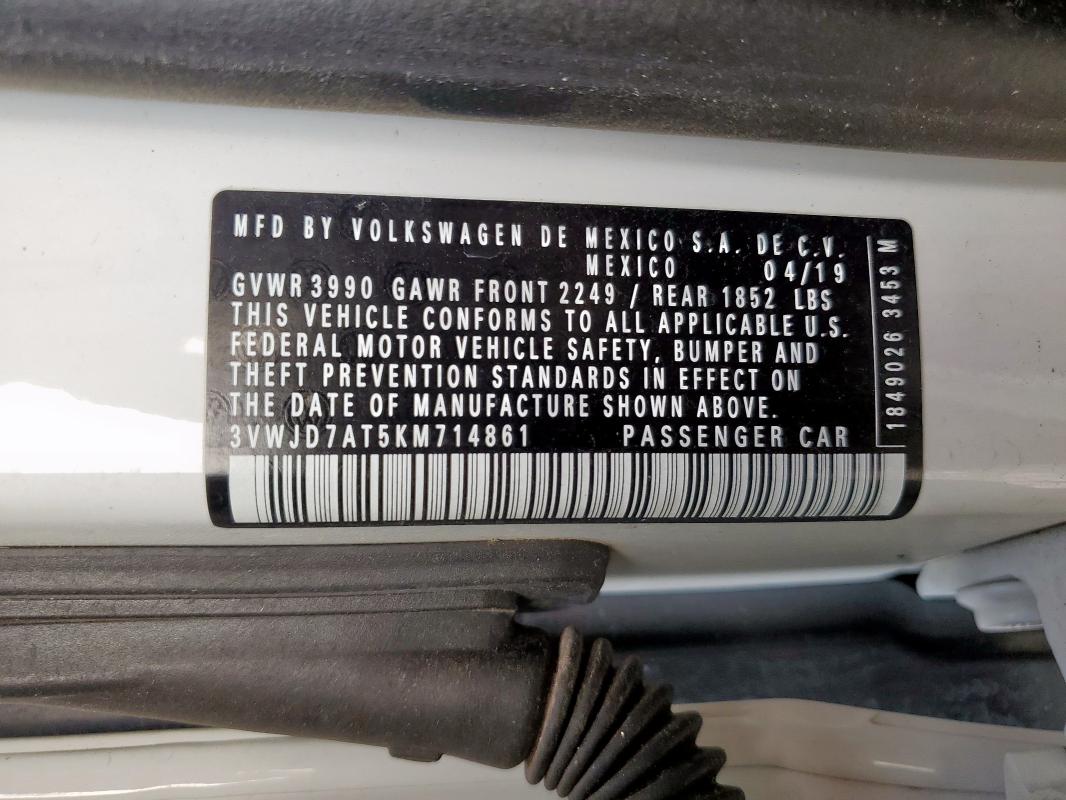 MFD BY VOLKSWAGEN DE MEXICO S.A. DE C.V.
MEXICO 04/19
GVWR 3990 GAWR FRONT 2249 / REAR 1852 LBS
THIS VEHICLE CONFORMS TO ALL APPLICABLE U.S.
FEDERAL MOTOR VEHICLE SAFETY, BUMPER AND
THEFT PREVENTION STANDARDS IN EFFECT ON
THE DATE OF MANUFACTURE SHOWN ABOVE.
3VWJD7AT5KM714861 PASSENGER CAR
1849026 3453 M